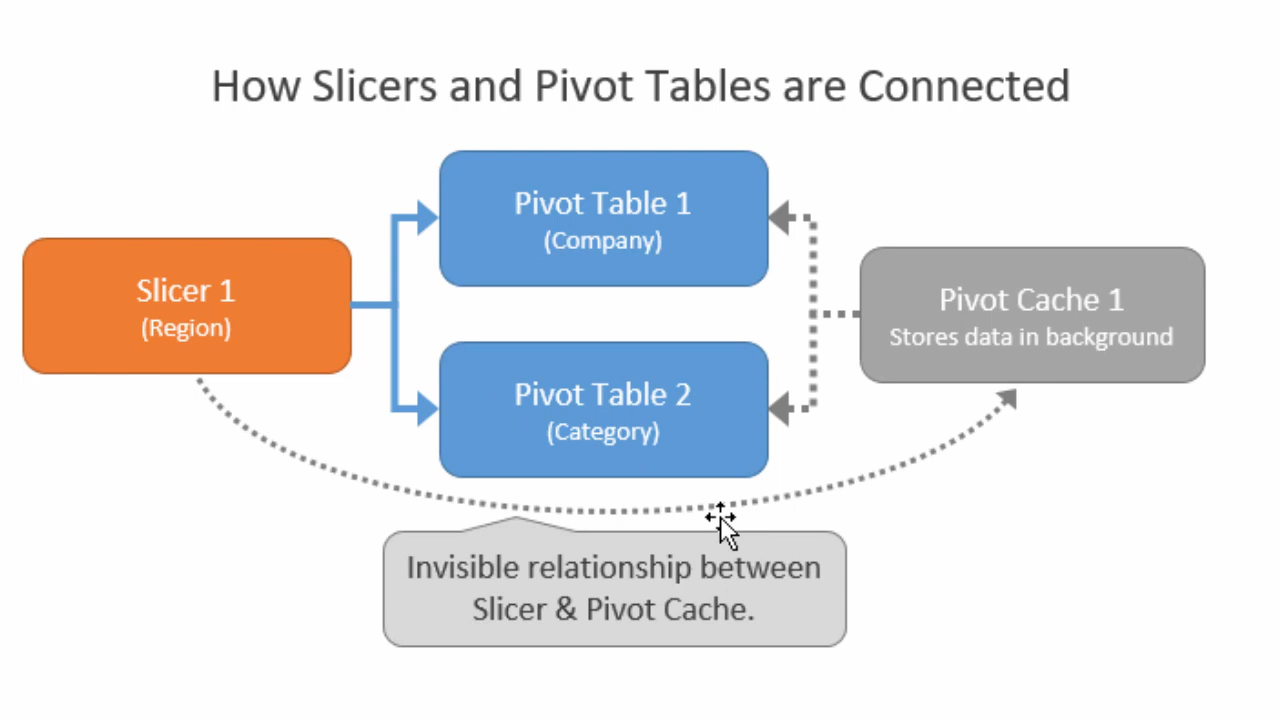 How Slicers and Pivot Tables are Connected
Pivot Table 1
(Company)
Slicer 1
(Region)
Pivot Cache 1
Stores data in background
Pivot Table 2
(Category)
Invisible relationship between
Slicer & Pivot Cache.